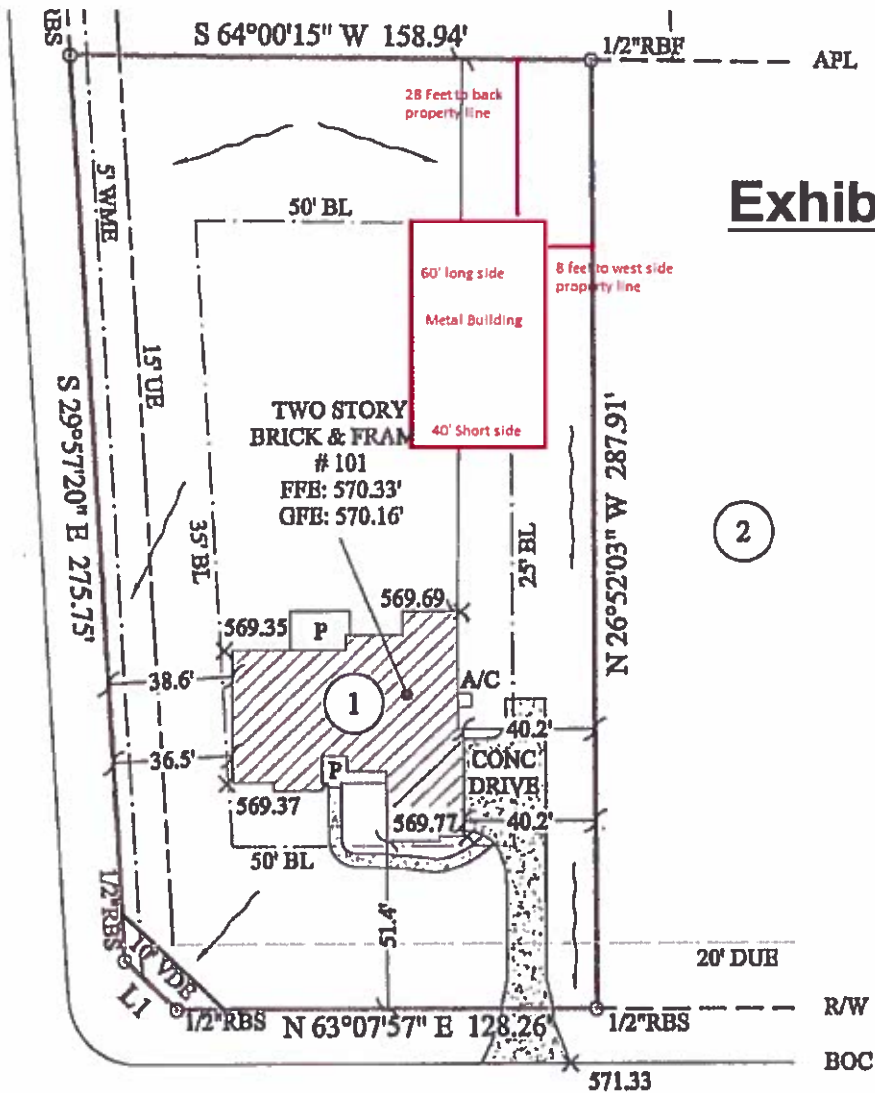 RBS
S 64°00'15" W 158.94'
1/2"RBF
APL
28 Feet to back
property line
5' WME
50' BL
Exhib
60' long side
8 feet to west side
property line
Metal Building
15' UE
S 29°57'20" E 275.75'
TWO STORY
BRICK & FRAM
# 101
FFE: 570.33'
GFE: 570.16'
40' Short side
N 26°52'03" W 287.91'
2
35' BL
25' BL
569.69
569.35
P
A/C
38.6'
1
40.2'
36.5'
CONC
DRIVE
P
569.37
569.77
40.2'
50' BL
1/2"RBS
51.4'
10' VDE
20' DUE
L1
1/2"RBS
N 63°07'57" E 128.26'
1/2"RBS
R/W
BOC
571.33